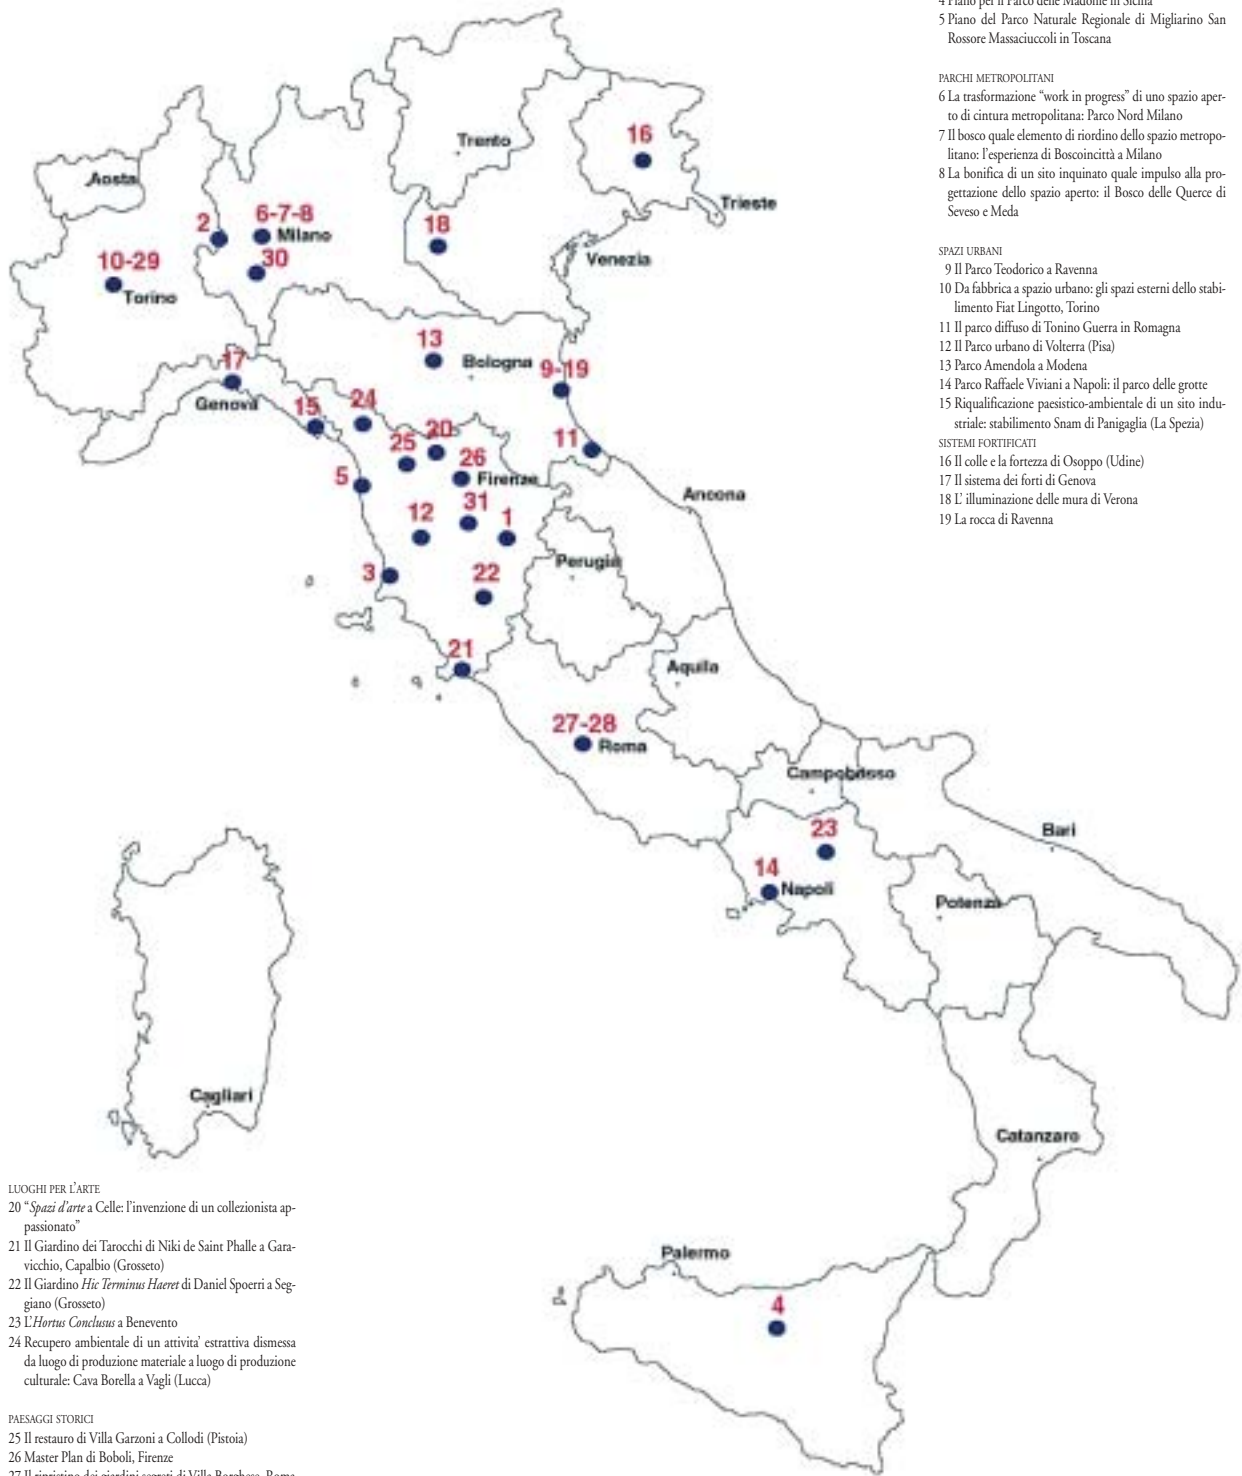 4 Piano per il Parco delle Madonie in Sicilia
5 Piano del Parco Naturale Regionale di Migliarino San
Rossore Massaciuccoli in Toscana
PARCHI METROPOLITANI
6 La trasformazione “work in progress” di uno spazio aper-
to di cintura metropolitana: Parco Nord Milano
7 Il bosco quale elemento di riordino dello spazio metropo-
litano: l’esperienza di Boscoincittà a Milano
8 La bonifica di un sito inquinato quale impulso alla pro-
gettazione dello spazio aperto: il Bosco delle Querce di
Seveso e Meda
SPAZI URBANI
9 Il Parco Teodorico a Ravenna
10 Da fabbrica a spazio urbano: gli spazi esterni dello stabi-
limento Fiat Lingotto, Torino
11 Il parco diffuso di Tonino Guerra in Romagna
12 Il Parco urbano di Volterra (Pisa)
13 Parco Amendola a Modena
14 Parco Raffaele Viviani a Napoli: il parco delle grotte
15 Riqualificazione paesistico-ambientale di un sito indu-
striale: stabilimento Snam di Panigaglia (La Spezia)
SISTEMI FORTIFICATI
16 Il colle e la fortezza di Osoppo (Udine)
17 Il sistema dei forti di Genova
18 L’ illuminazione delle mura di Verona
19 La rocca di Ravenna
16
Trento
Aosta
Trieste
2
6-7-8
Milano
18
Venezia
30
10-29
Torino
13
Bologna
9-19
17
Genova
15
24
20
25
26
Firenze
11
5
Ancona
31
12
1
Perugia
3
22
21
Aquila
27-28
Roma
Campobasso
23
Bari
14
Napoli
Potenza
Cagliari
Catanzaro
Palermo
4
LUOGHI PER L’ARTE
20 “Spazi d’arte a Celle: l’invenzione di un collezionista ap-
passionato”
21 Il Giardino dei Tarocchi di Niki de Saint Phalle a Gara-
vicchio, Capalbio (Grosseto)
22 Il Giardino Hic Terminus Haeret di Daniel Spoerri a Seg-
giano (Grosseto)
23 L’Hortus Conclusus a Benevento
24 Recupero ambientale di un attivita’ estrattiva dismessa
da luogo di produzione materiale a luogo di produzione
culturale: Cava Borella a Vagli (Lucca)
PAESAGGI STORICI
25 Il restauro di Villa Garzoni a Collodi (Pistoia)
26 Master Plan di Boboli, Firenze
27 Il ripristino dei giardini segreti di Villa Borghese, Roma